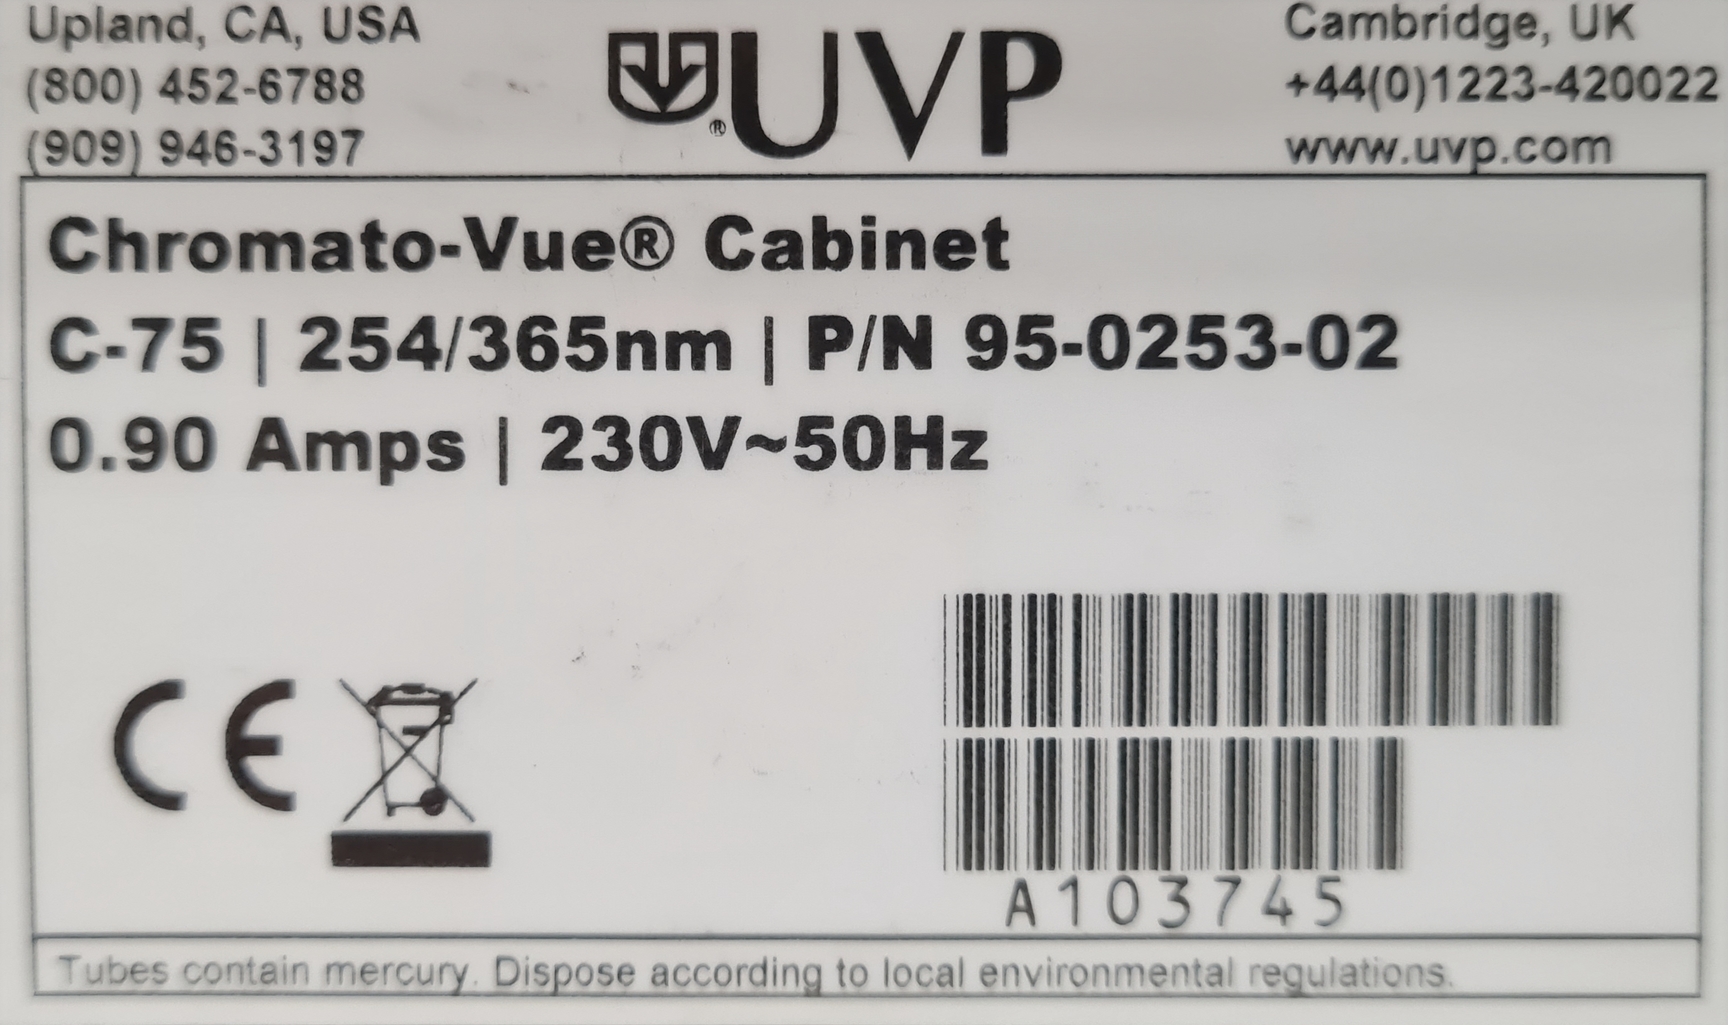 Upland, CA, USA
(800) 452-6788
(909) 946-3197
UVP
®
Cambridge, UK
+44(0)1223-420022
www.uvp.com
Chromato-Vue® Cabinet
C-75 | 254/365nm | P/N 95-0253-02
0.90 Amps | 230V~50Hz
CE
A103745
Tubes contain mercury. Dispose according to local environmental regulations.